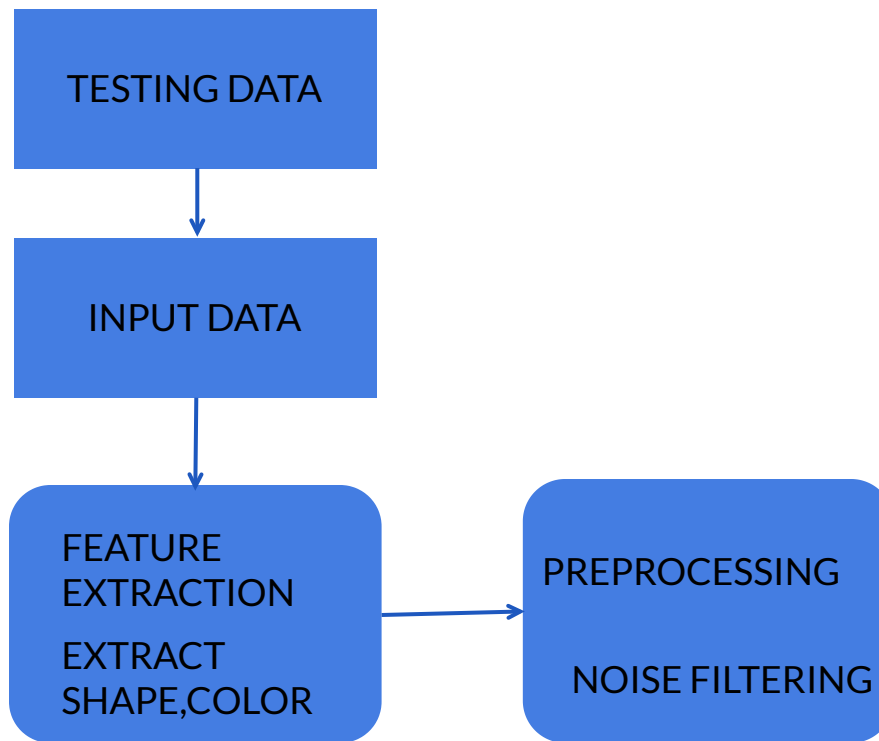 TESTING DATA
INPUT DATA
FEATURE
EXTRACTION
EXTRACT
SHAPE,COLOR
PREPROCESSING
NOISE FILTERING